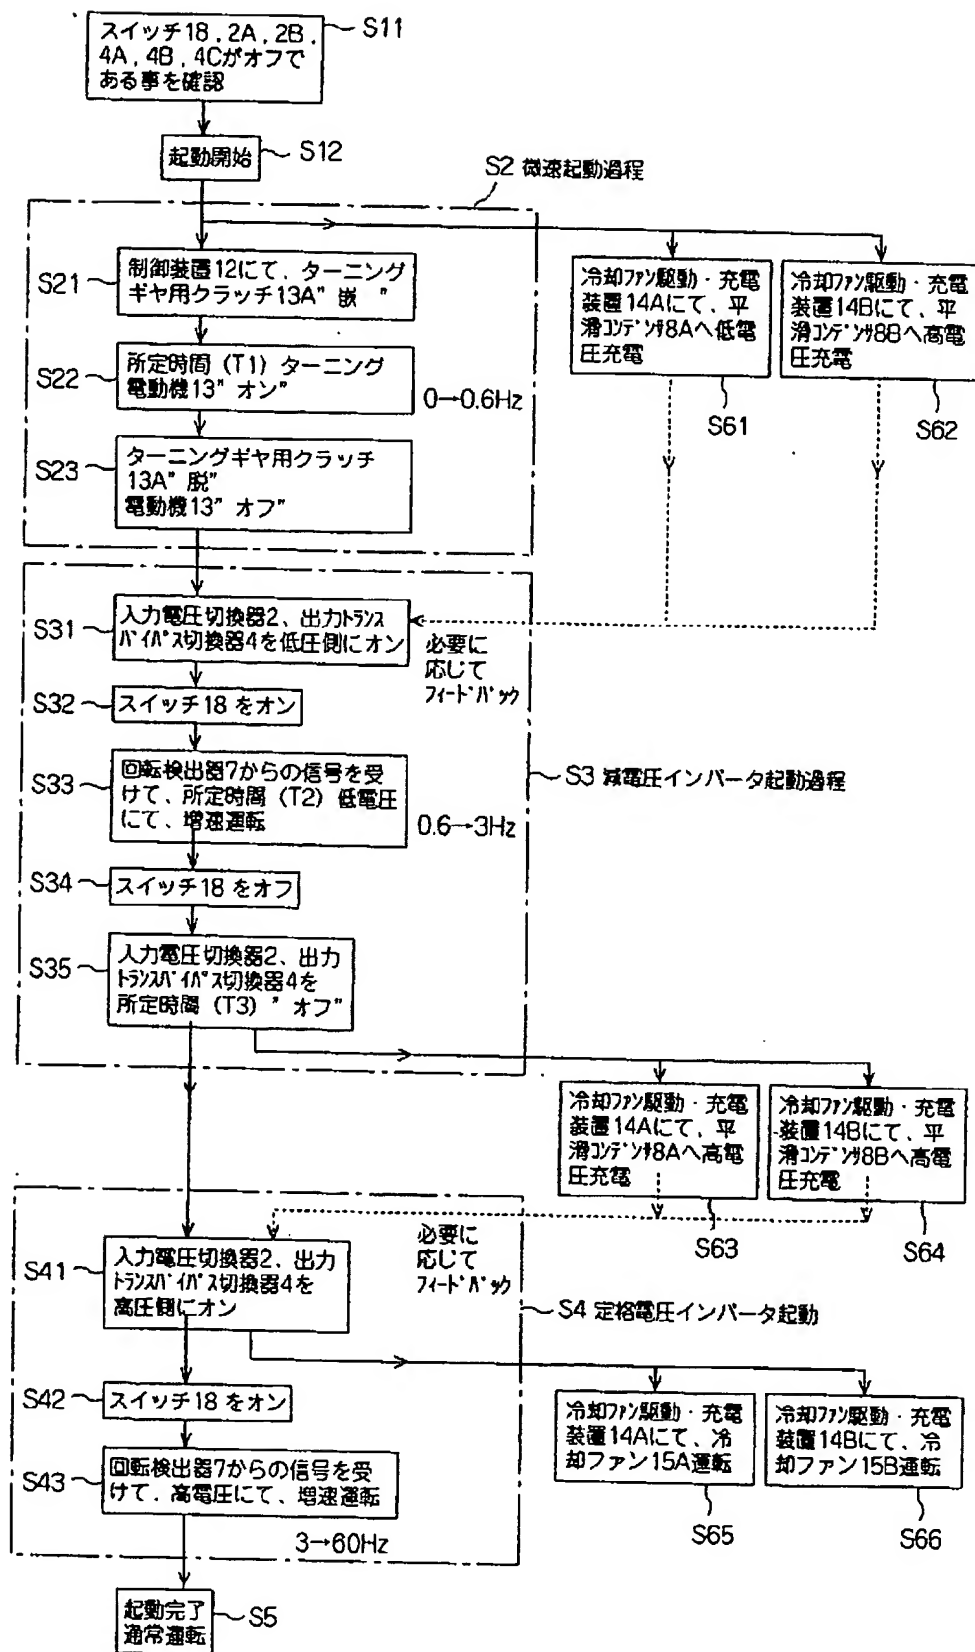 スイッチ18, 2A, 2B,
4A, 4B, 4Cがオフで
ある事を確認
S11
起動開始
S12
S2 微速起動過程
S21
制御装置12にて、ターニング
ギヤ用クラッチ13A" 嵌 "
S22
所定時間 (T1) ターニング
電動機13" オン"
0→0.6Hz
S23
ターニングギヤ用クラッチ
13A" 脱"
電動機13" オフ"
冷却ファン駆動・充電
装置14Aにて、平
滑コンデンサ8Aへ低電
圧充電
S61
冷却ファン駆動・充電
装置14Bにて、平
滑コンデンサ8Bへ高電
圧充電
S62
S31
入力電圧切換器2、出力トランス
バイパス切換器4を低圧側にオン
必要に
応じて
フィードバック
S32
スイッチ18 をオン
S33
回転検出器7からの信号を受
けて、所定時間 (T2) 低電圧
にて、増速運転
0.6→3Hz
S3 減電圧インバータ起動過程
S34
スイッチ18 をオフ
S35
入力電圧切換器2、出力
トランスバイパス切換器4を
所定時間 (T3) " オフ"
冷却ファン駆動・充電
装置14Aにて、平
滑コンデンサ8Aへ高電
圧充電
S63
冷却ファン駆動・充電
装置14Bにて、平
滑コンデンサ8Bへ高電
圧充電
S64
S41
入力電圧切換器2、出力
トランスバイパス切換器4を
高圧側にオン
必要に
応じて
フィードバック
S4 定格電圧インバータ起動
S42
スイッチ18 をオン
S43
回転検出器7からの信号を受
けて、高電圧にて、増速運転
3→60Hz
冷却ファン駆動・充電
装置14Aにて、冷
却ファン15A運転
S65
冷却ファン駆動・充電
装置14Bにて、冷
却ファン15B運転
S66
起動完了
通常運転
S5